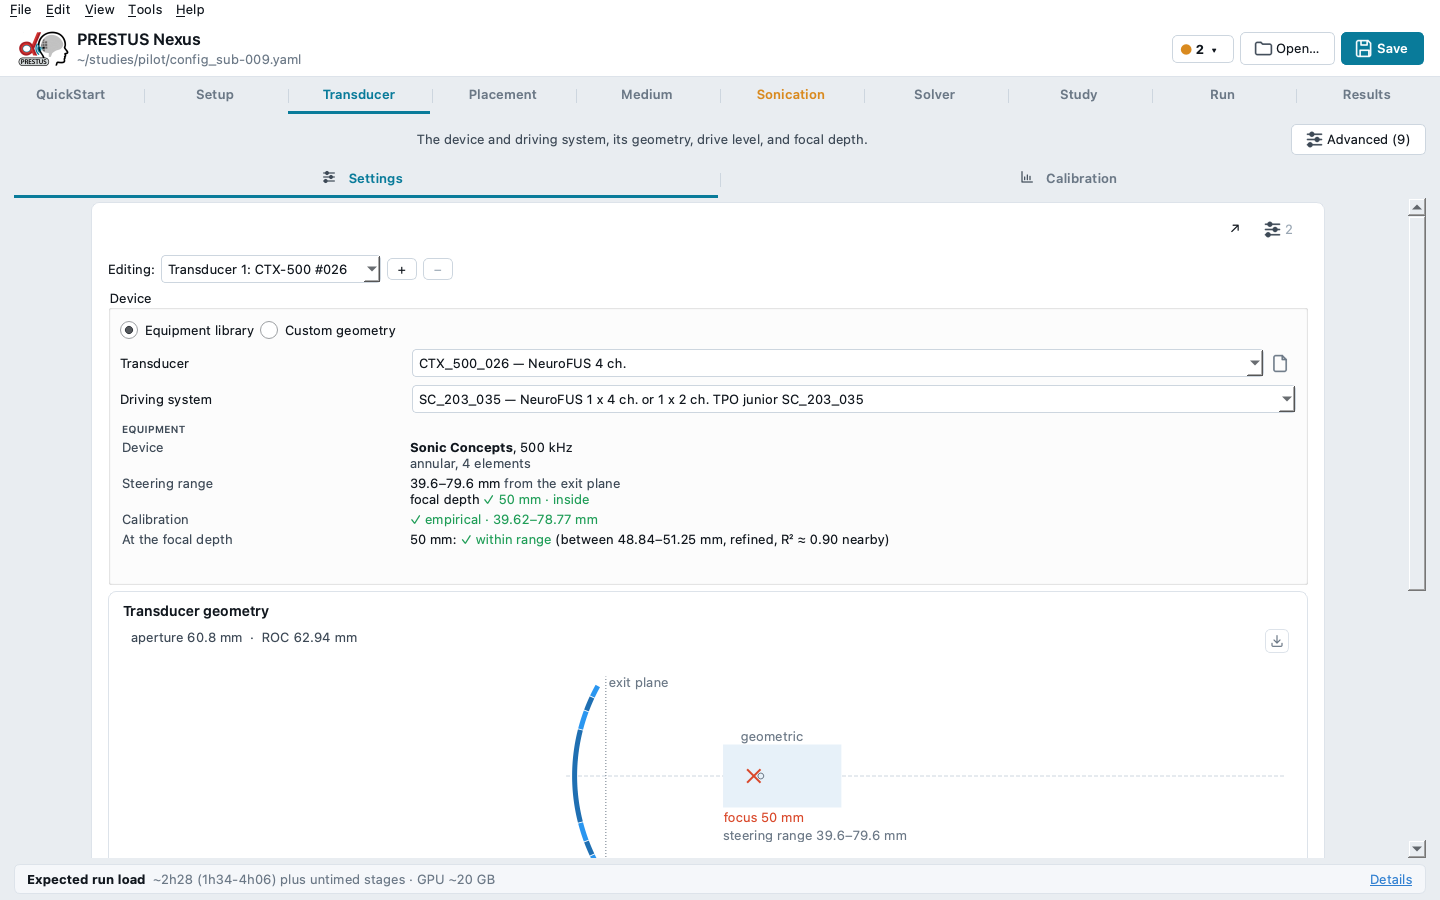 File Edit View Tools Help
PRESTUS Nexus
~/studies/pilot/config_sub-009.yaml
PRESTUS
2
Open...
Save
QuickStart
Setup
Transducer
Placement
Medium
Sonication
Solver
Study
Run
Results
The device and driving system, its geometry, drive level, and focal depth.
Advanced (9)
Settings
Calibration
2
Editing: Transducer 1: CTX-500 #026 + −
Device
Equipment library Custom geometry
Transducer CTX_500_026 — NeuroFUS 4 ch.
Driving system SC_203_035 — NeuroFUS 1 x 4 ch. or 1 x 2 ch. TPO junior SC_203_035
EQUIPMENT
Device Sonic Concepts, 500 kHz
annular, 4 elements
Steering range 39.6–79.6 mm from the exit plane
focal depth ✓ 50 mm · inside
Calibration ✓ empirical · 39.62–78.77 mm
At the focal depth 50 mm: ✓ within range (between 48.84–51.25 mm, refined, R² ≈ 0.90 nearby)
Transducer geometry
aperture 60.8 mm · ROC 62.94 mm
exit plane
geometric
focus 50 mm
steering range 39.6–79.6 mm
Expected run load ~2h28 (1h34-4h06) plus untimed stages · GPU ~20 GB
Details